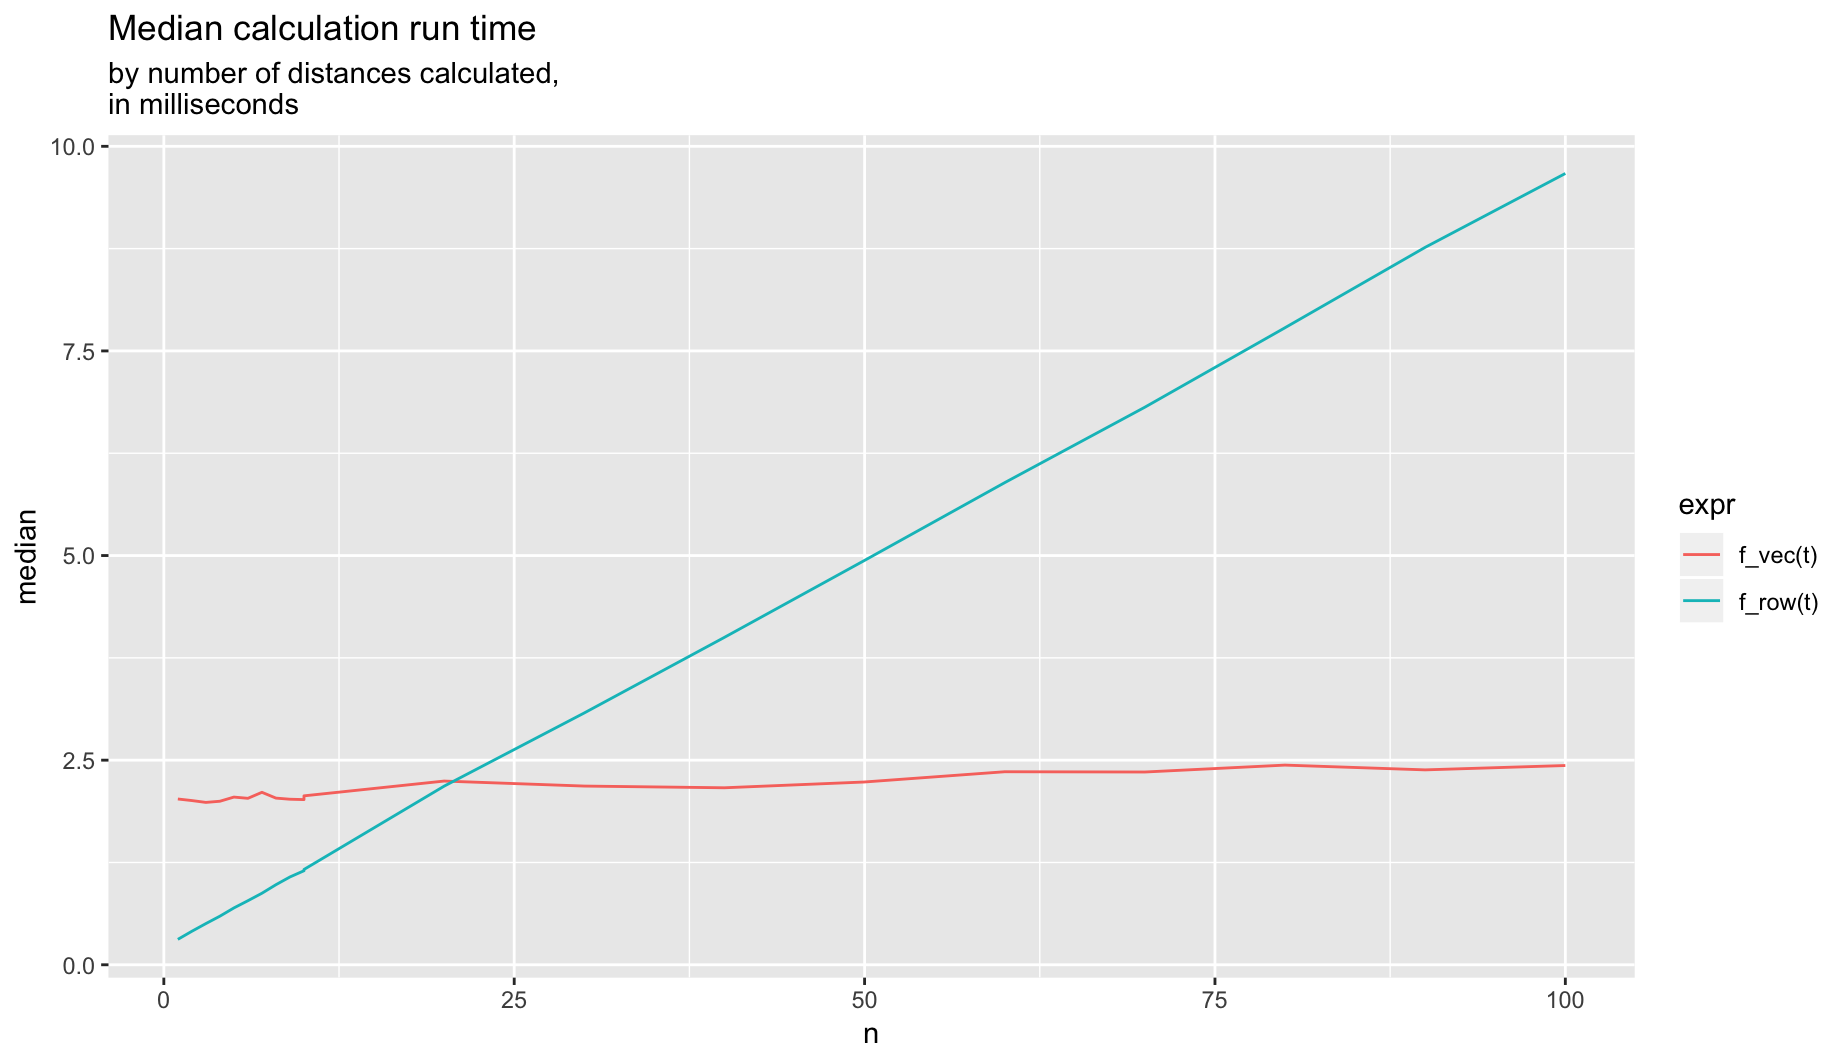 Median calculation run time
by number of distances calculated,
in milliseconds
10.0
7.5
5.0
2.5
0.0
median
0
25
50
75
100
n
expr
f_vec(t)
f_row(t)